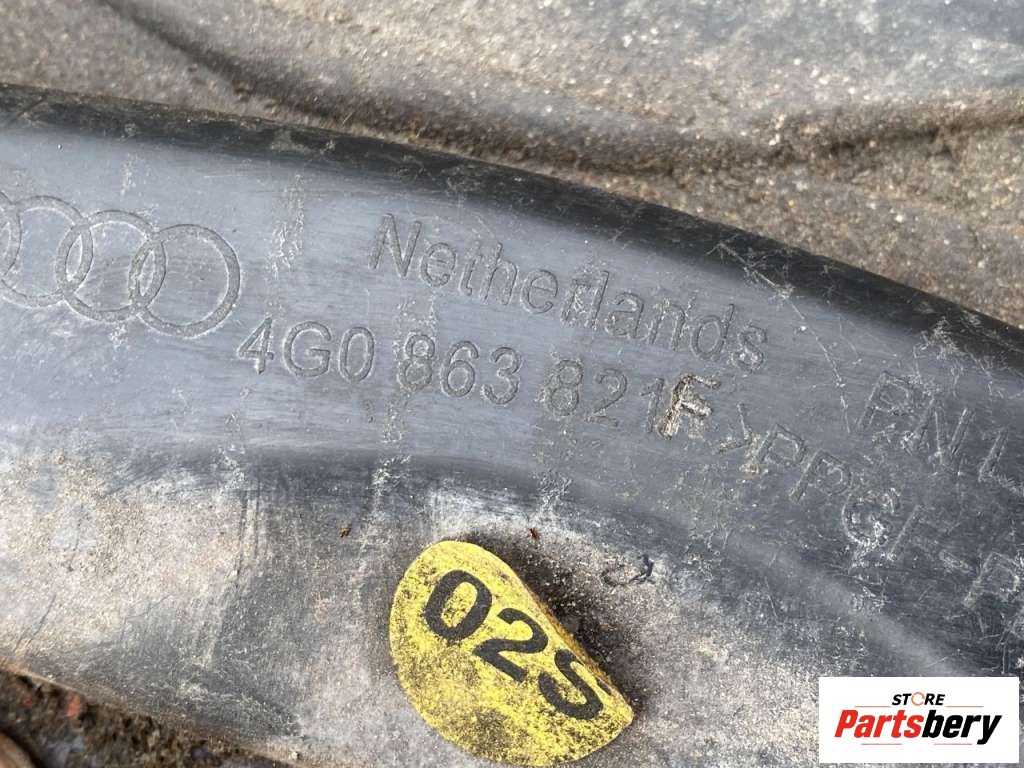 Netherlands
4G0 863 821F >PP
02S
STORE
Partsbery